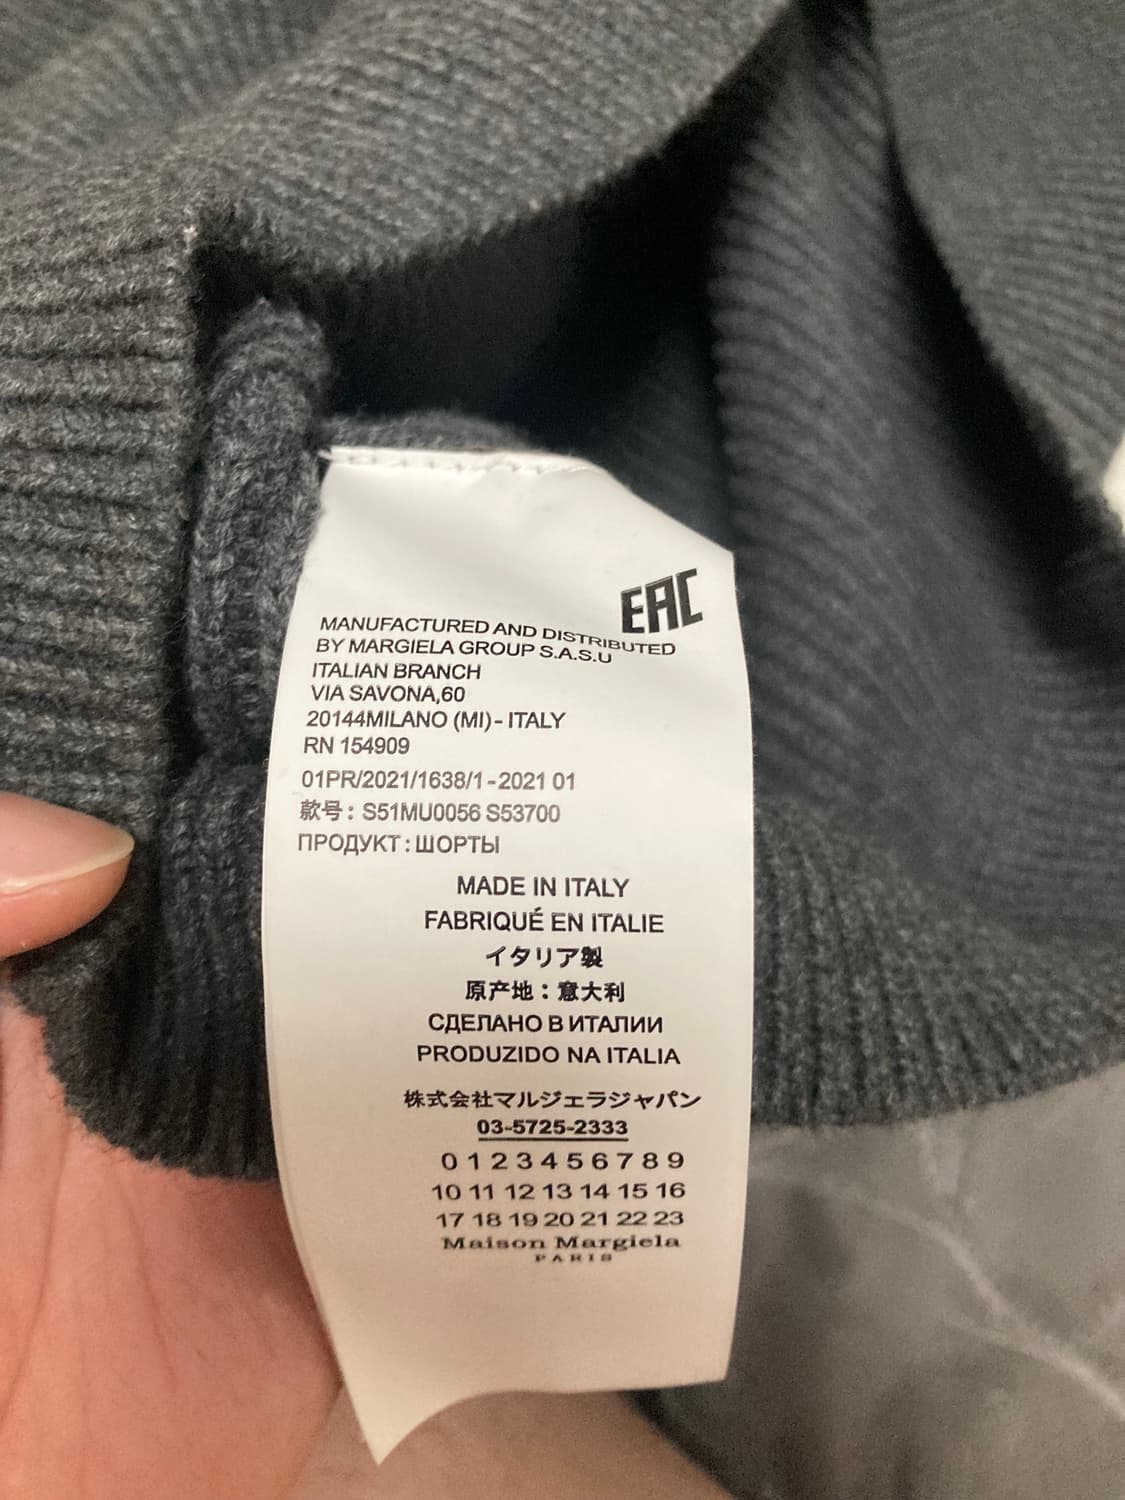 EAC
MANUFACTURED AND DISTRIBUTED
BY MARGIELA GROUP S.A.S.U
ITALIAN BRANCH
VIA SAVONA,60
20144MILANO (MI)- ITALY
RN 154909
01PR/2021/1638/1-2021 01
款号: S51MU0056 S53700
ПРОДУКТ:ШОРТЫ
MADE IN ITALY
FABRIQUÉ EN ITALIE
イタリア製
原产地：意大利
СДЕЛАНО В ИТАЛИИ
PRODUZIDO NA ITALIA
株式会社マルジェラジャパン
03-5725-2333
0 1 2 3 4 5 6 7 8 9
10 11 12 13 14 15 16
17 18 19 20 21 22 23
Maison Margiela
PARIS